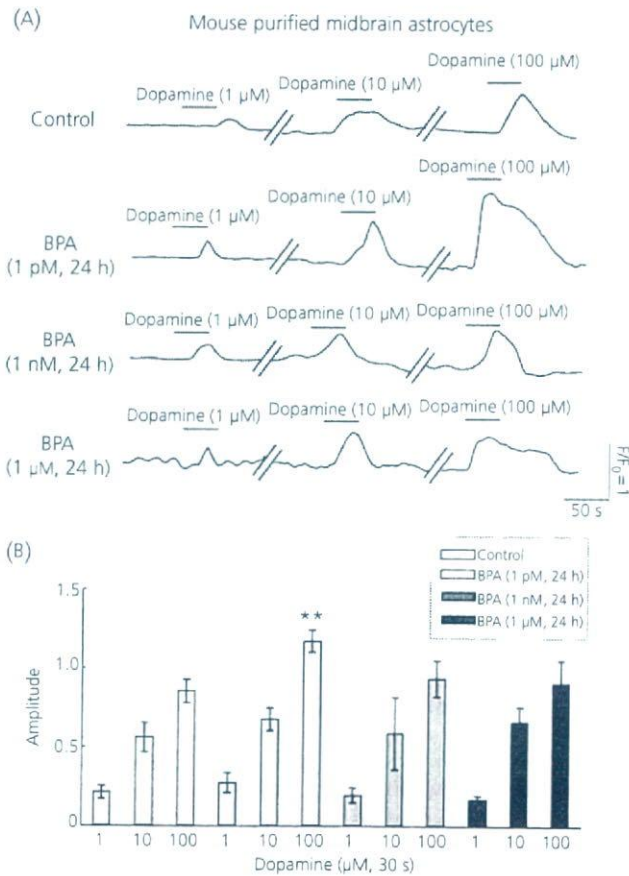 (A)
Mouse purified midbrain astrocytes
Control
Dopamine (1 μM)
Dopamine (10 μM)
Dopamine (100 μM)
BPA
(1 pM, 24 h)
Dopamine (1 μM)
Dopamine (10 μM)
Dopamine (100 μM)
BPA
(1 nM, 24 h)
Dopamine (1 μM)
Dopamine (10 μM)
Dopamine (100 μM)
BPA
(1 μM, 24 h)
Dopamine (1 μM)
Dopamine (10 μM)
Dopamine (100 μM)
F/F₀ = 1
50 s
(B)
Control
BPA (1 pM, 24 h)
BPA (1 nM, 24 h)
BPA (1 μM, 24 h)
Amplitude
1.5
1.0
0.5
0
**
1 10 100 1 10 100 1 10 100 1 10 100
Dopamine (μM, 30 s)